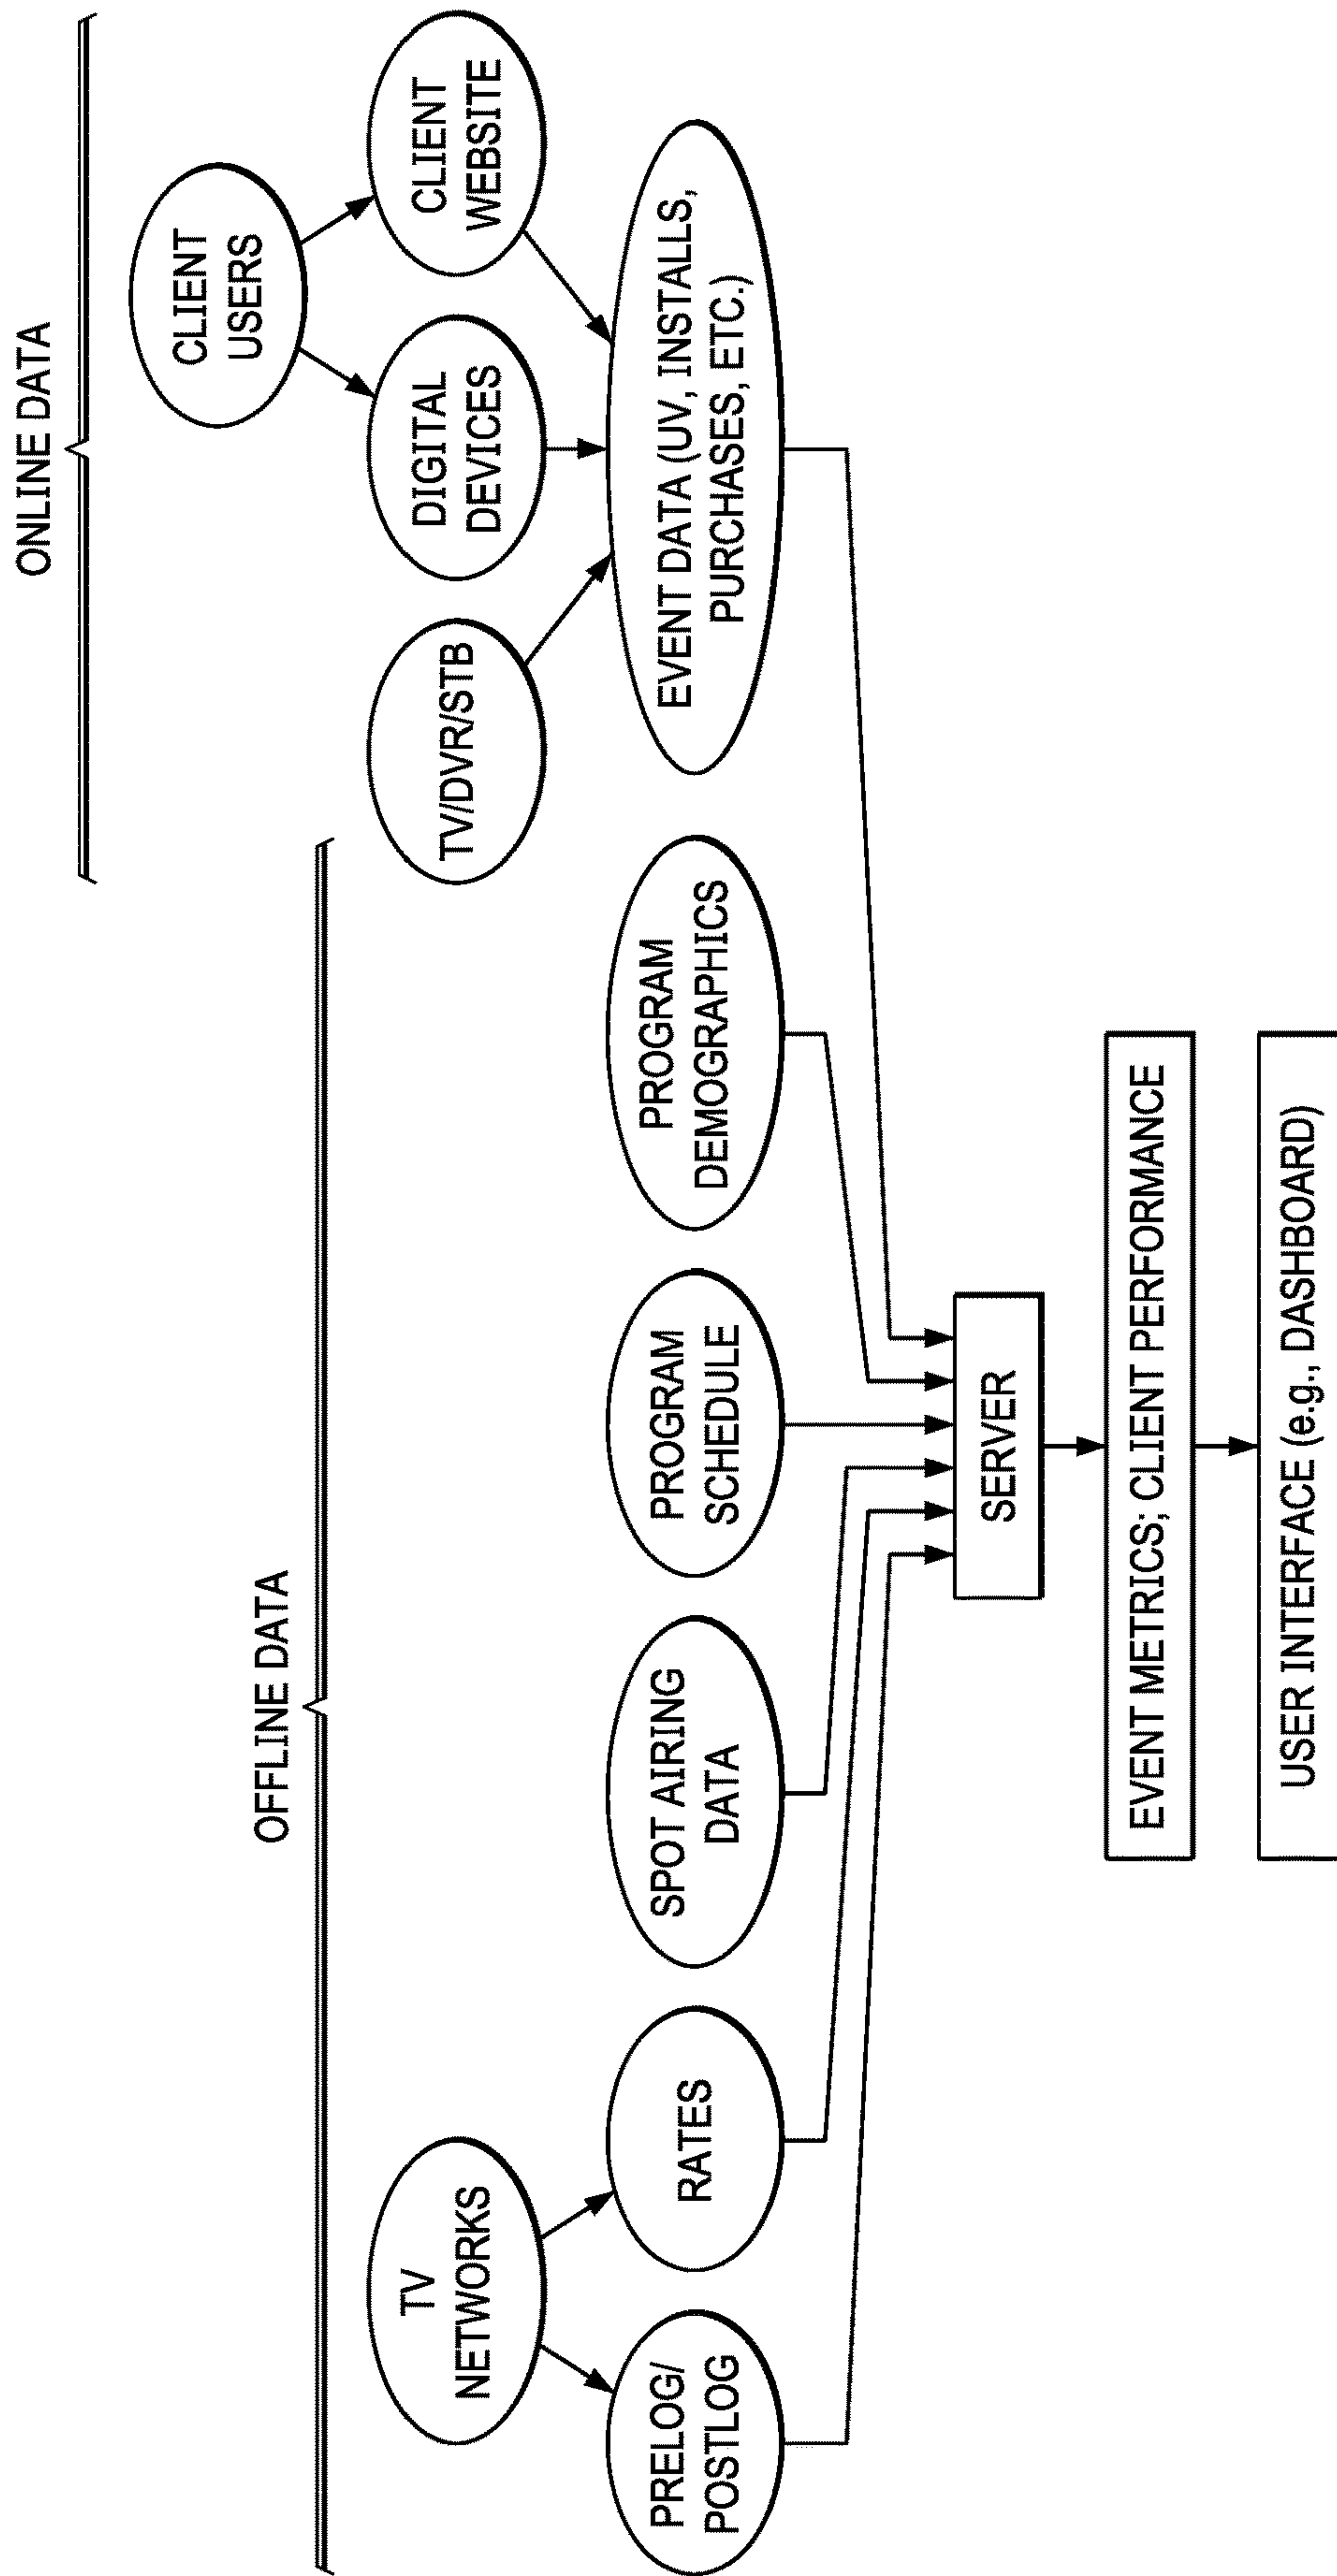 ONLINE DATA
OFFLINE DATA
CLIENT
USERS
TV
NETWORKS
TV/DVR/STB
DIGITAL
DEVICES
CLIENT
WEBSITE
PRELOG/
POSTLOG
RATES
SPOT AIRING
DATA
PROGRAM
SCHEDULE
PROGRAM
DEMOGRAPHICS
EVENT DATA (UV, INSTALLS,
PURCHASES, ETC.)
SERVER
EVENT METRICS; CLIENT PERFORMANCE
USER INTERFACE (e.g., DASHBOARD)